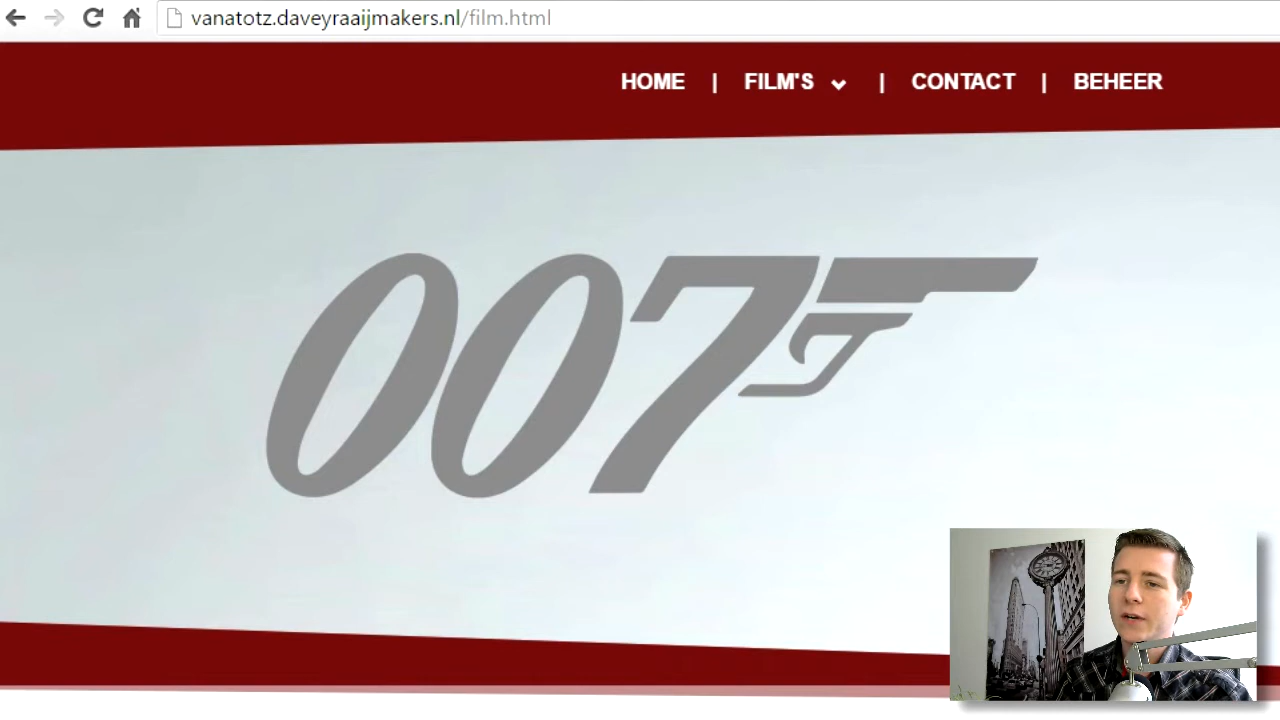 vanatotz.daveyraaijmakers.nl/film.html
HOME | FILM'S | CONTACT | BEHEER
007